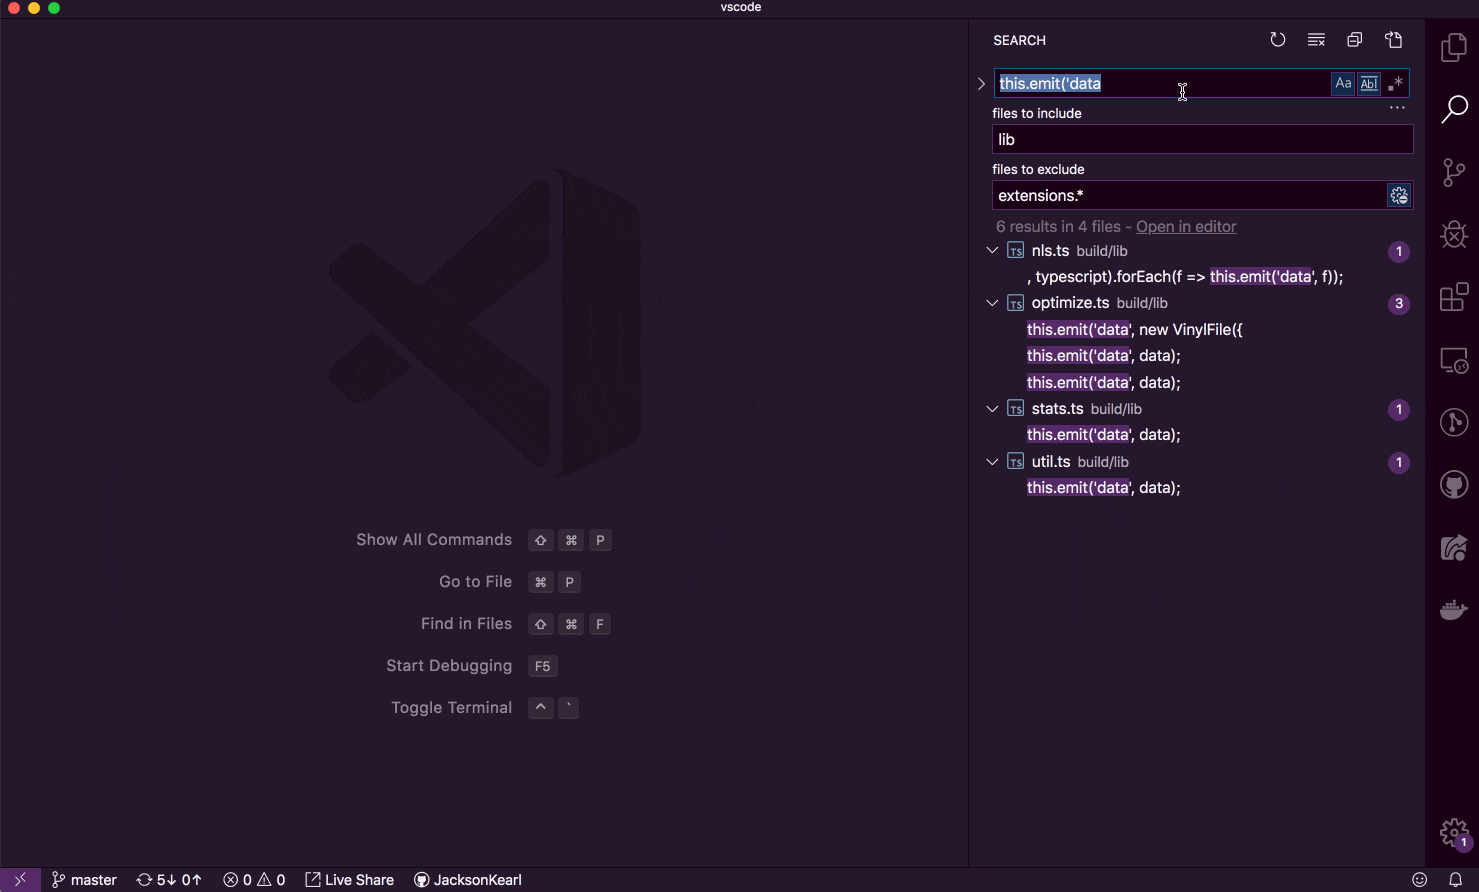 vscode
SEARCH
this.emit('data
Aa Abl .*
files to include
...
lib
files to exclude
extensions.*
6 results in 4 files - Open in editor
TS nls.ts build/lib 1
, typescript).forEach(f => this.emit('data', f));
TS optimize.ts build/lib 3
this.emit('data', new VinylFile({
this.emit('data', data);
this.emit('data', data);
TS stats.ts build/lib 1
this.emit('data', data);
TS util.ts build/lib 1
this.emit('data', data);
Show All Commands ⇧ ⌘ P
Go to File ⌘ P
Find in Files ⇧ ⌘ F
Start Debugging F5
Toggle Terminal ^ `
1
master 5↓ 0↑ 0 0 Live Share JacksonKearl